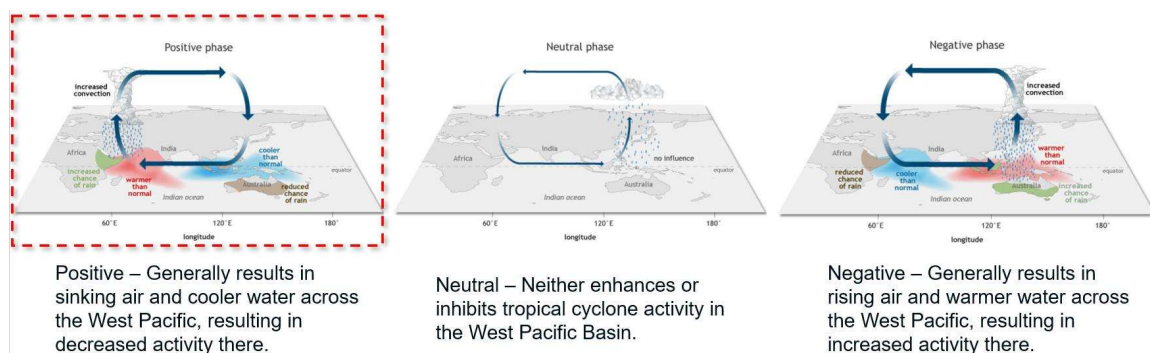 Positive phase
increased
convection
Africa
India
cooler
than
normal
increased
chance
of rain
warmer
than
normal
Australia
reduced
chance
of rain
equator
Indian ocean
60°E
120°E
180°
longitude
Positive – Generally results in
sinking air and cooler water across
the West Pacific, resulting in
decreased activity there.
Neutral phase
Africa
India
no influence
equator
Australia
Indian ocean
60°E
120°E
180°
longitude
Neutral – Neither enhances or
inhibits tropical cyclone activity in
the West Pacific Basin.
Negative phase
increased
convection
Africa
India
warmer
than
normal
reduced
chance
of rain
cooler
than
normal
equator
Australia
increased
chance
of rain
Indian ocean
60°E
120°E
180°
longitude
Negative – Generally results in
rising air and warmer water across
the West Pacific, resulting in
increased activity there.